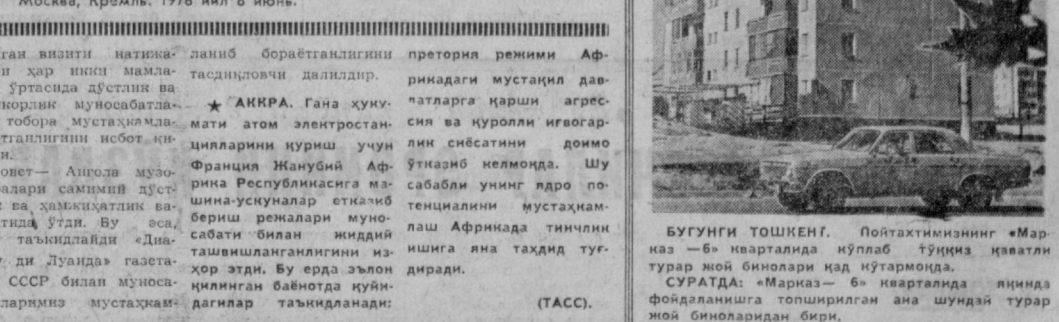 Москва, Кремль. 1976 йил 6 июнь.
ган визити натижа-
и ҳар икки мамла-
ўртасида дўстлик ва
корлик муносабатла-
тобора мустаҳкамла-
тганлигини исбот қи-
и.
овет— Ангола музо-
алари самимий дўст-
ва ҳамжиҳатлик ва-
тида ўтди. Бу эса,
таъкидлайди «Диа-
ди Луанда» газета-
СССР билан муноса-
ларимиз мустаҳкам-
ланиб бораётганлигини
тасдиқловчи далилдир.
★ АККРА. Гана ҳуку-
мати атом электростан-
цияларини қуриш учун
Франция Жанубий Аф-
рика Республикасига ма-
шина-ускуналар етказиб
бериш режалари муно-
сабати билан жиддий
ташвишланганлигини из-
ҳор этди. Бу ерда эълон
қилинган баёнотда қуйи-
дагилар таъкидланади:
претория режими Аф-
рикадаги мустақил дав-
латларга қарши агрес-
сия ва қуролли иғвогар-
лик сиёсатини доимо
ўтказиб келмоқда. Шу
сабабли унинг ядро по-
тенциалини мустаҳкам-
лаш Африкада тинчлик
ишига яна таҳдид туғ-
диради.
(ТАСС).
БУГУНГИ ТОШКЕНТ. Пойтахтимизнинг «Мар-
каз —6» кварталида кўплаб тўққиз қаватли
турар жой бинолари қад кўтармоқда.
СУРАТДА: «Марказ— 6» кварталида яқинда
фойдаланишга топширилган ана шундай турар
жой биноларидан бири.